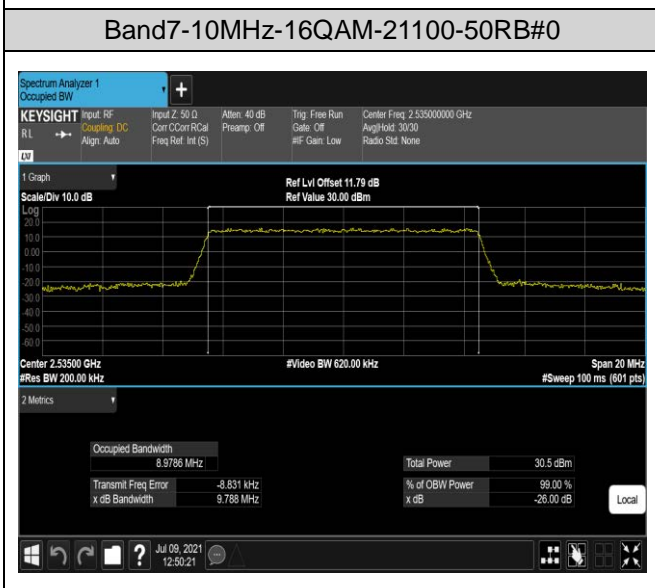 Band7-10MHz-16QAM-21100-50RB#0
Spectrum Analyzer 1
Occupied BW
+
KEYSIGHT Input: RF Input Z: 50 Ω Atten: 40 dB Trig: Free Run Center Freq: 2.535000000 GHz
RL Coupling: DC Corr CCorr RCal Preamp: Off Gate: Off Avg|Hold: 30/30
Align: Auto Freq Ref: Int (S) #IF Gain: Low Radio Std: None
LXI
1 Graph
Ref Lvl Offset 11.79 dB
Scale/Div 10.0 dB Ref Value 30.00 dBm
Log
20.0
10.0
0.00
-10.0
-20.0
-30.0
-40.0
-50.0
-60.0
Center 2.53500 GHz #Video BW 620.00 kHz Span 20 MHz
#Res BW 200.00 kHz #Sweep 100 ms (601 pts)
2 Metrics
Occupied Bandwidth
8.9786 MHz Total Power 30.5 dBm
Transmit Freq Error -8.831 kHz % of OBW Power 99.00 %
x dB Bandwidth 9.788 MHz x dB -26.00 dB
Local
? Jul 09, 2021
12:50:21